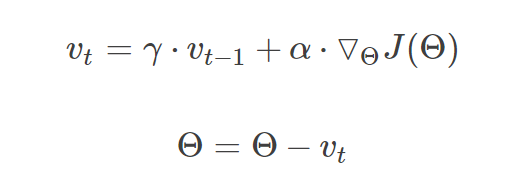 v_t = γ · v_{t−1} + α · ▽_Θ J(Θ)
Θ = Θ − v_t